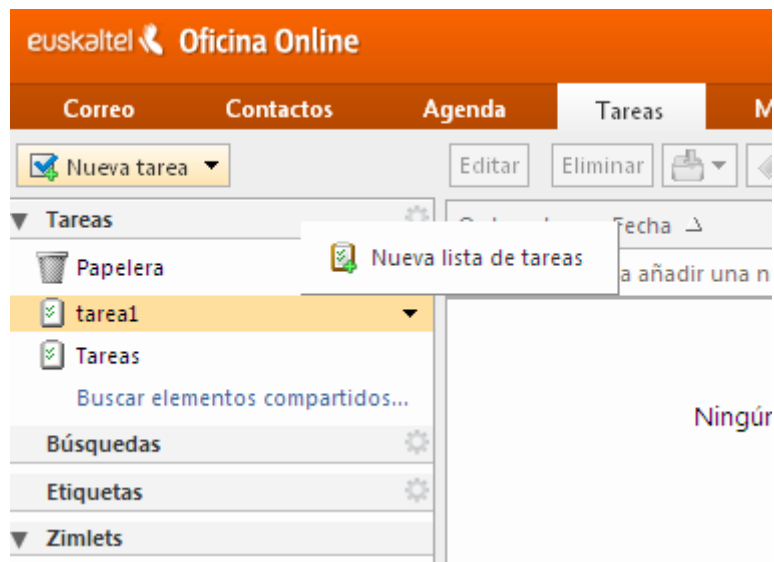 euskaltel Oficina Online
Correo Contactos Agenda Tareas M
Nueva tarea Editar Eliminar
Tareas Fecha
Nueva lista de tareas
Papelera a añadir una n
tarea1
Tareas
Buscar elementos compartidos...
Ningún
Búsquedas
Etiquetas
Zimlets